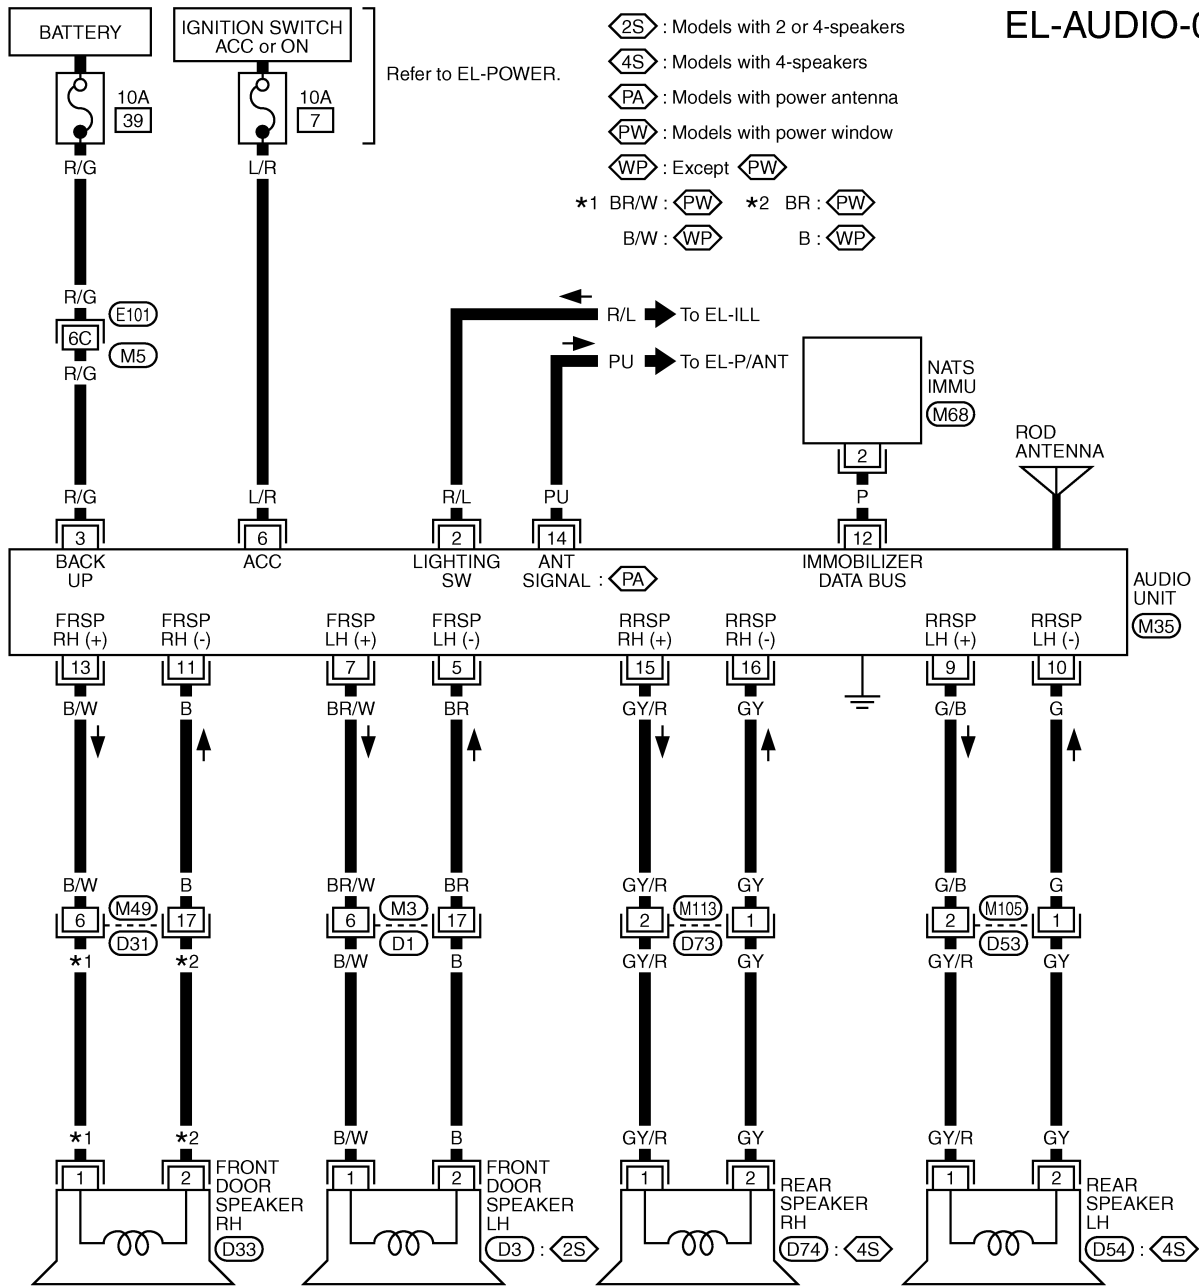 EL-AUDIO-0
BATTERY
IGNITION SWITCH
ACC or ON
10A
39
10A
7
Refer to EL-POWER.
2S : Models with 2 or 4-speakers
4S : Models with 4-speakers
PA : Models with power antenna
PW : Models with power window
WP : Except PW
*1 BR/W : PW *2 BR : PW
B/W : WP B : WP
R/G L/R
R/G
E101
6C
M5
R/G
R/L To EL-ILL
PU To EL-P/ANT
NATS
IMMU
M68
2
P
ROD
ANTENNA
R/G L/R R/L PU
3 6 2 14 12
BACK
UP
ACC
LIGHTING
SW
ANT
SIGNAL : PA
IMMOBILIZER
DATA BUS
AUDIO
UNIT
M35
FRSP
RH (+)
FRSP
RH (-)
FRSP
LH (+)
FRSP
LH (-)
RRSP
RH (+)
RRSP
RH (-)
RRSP
LH (+)
RRSP
LH (-)
13 11 7 5 15 16 9 10
B/W B BR/W BR GY/R GY G/B G
B/W B BR/W BR GY/R GY G/B G
6 M49 17 6 M3 17 2 M113 1 2 M105 1
D31 D1 D73 D53
*1 *2 B/W B GY/R GY GY/R GY
*1 *2 B/W B GY/R GY GY/R GY
1 2 1 2 1 2 1 2
FRONT
DOOR
SPEAKER
RH
D33
FRONT
DOOR
SPEAKER
LH
D3 : 2S
REAR
SPEAKER
RH
D74 : 4S
REAR
SPEAKER
LH
D54 : 4S